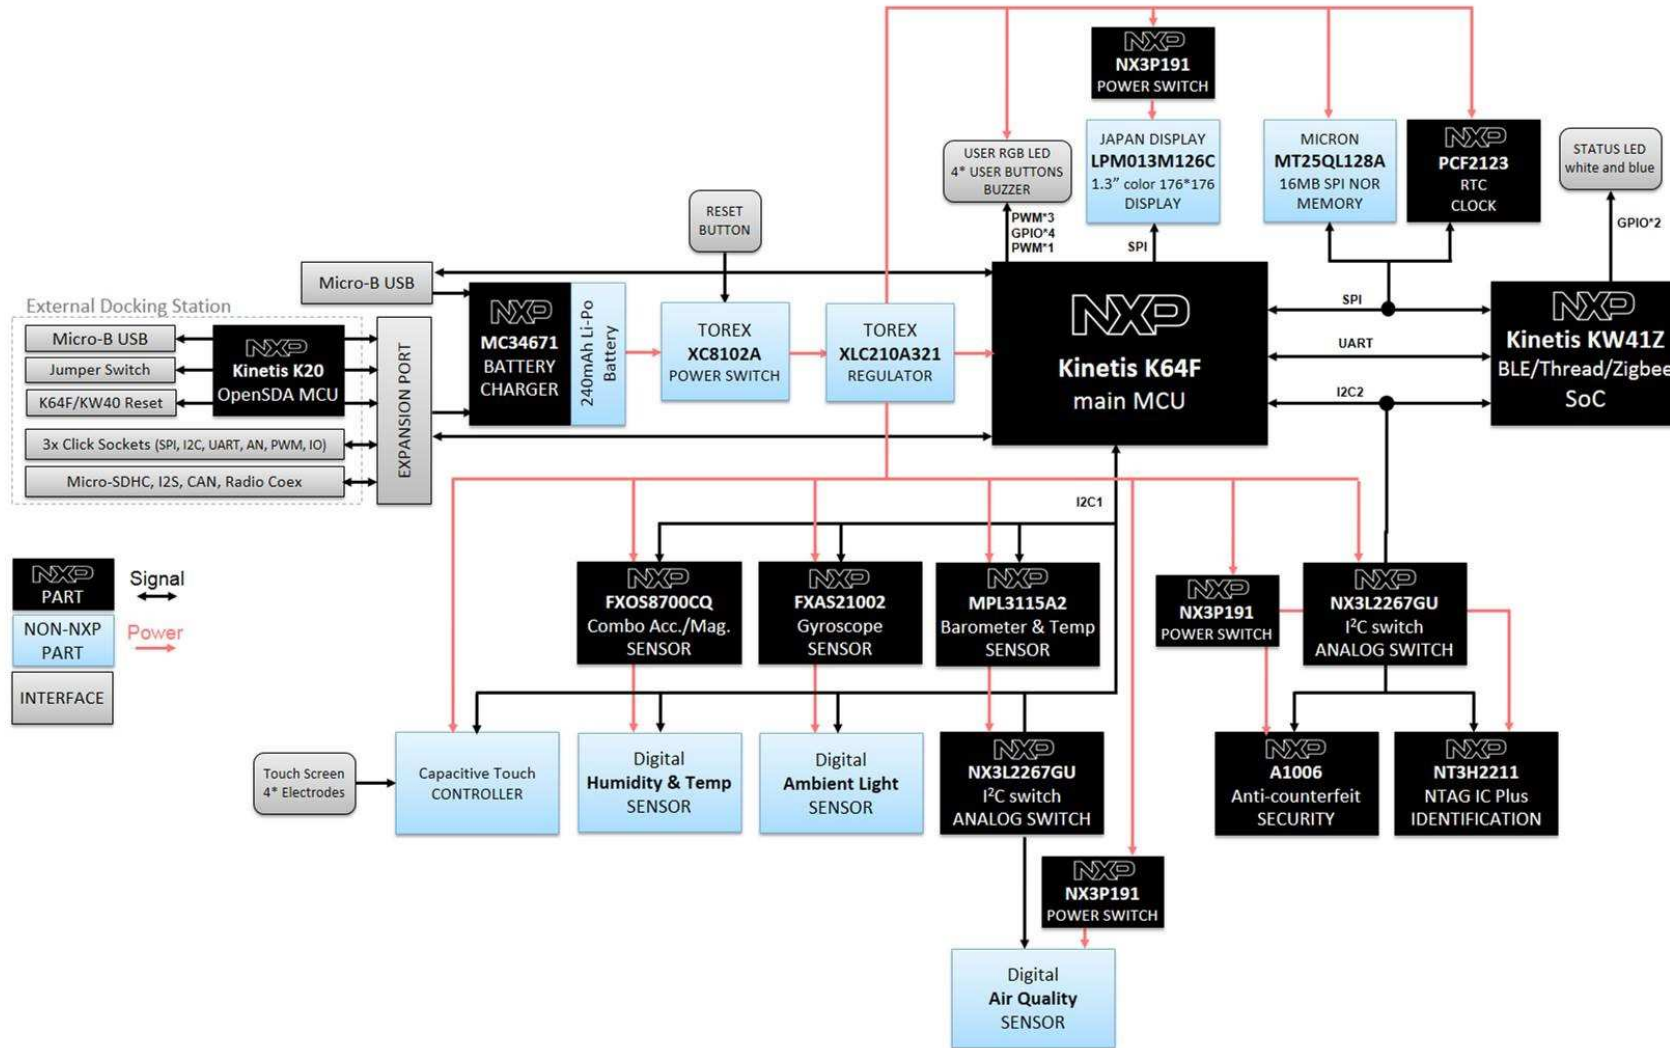 NXP
NX3P191
POWER SWITCH
USER RGB LED
4* USER BUTTONS
BUZZER
JAPAN DISPLAY
LPM013M126C
1.3” color 176*176
DISPLAY
MICRON
MT25QL128A
16MB SPI NOR
MEMORY
NXP
PCF2123
RTC
CLOCK
STATUS LED
white and blue
RESET
BUTTON
PWM*3
GPIO*4
PWM*1
SPI
GPIO*2
Micro-B USB
External Docking Station
Micro-B USB
Jumper Switch
K64F/KW40 Reset
3x Click Sockets (SPI, I2C, UART, AN, PWM, IO)
Micro-SDHC, I2S, CAN, Radio Coex
NXP
Kinetis K20
OpenSDA MCU
EXPANSION PORT
NXP
MC34671
BATTERY
CHARGER
240mAh Li-Po
Battery
TOREX
XC8102A
POWER SWITCH
TOREX
XLC210A321
REGULATOR
NXP
Kinetis K64F
main MCU
SPI
UART
I2C2
NXP
Kinetis KW41Z
BLE/Thread/Zigbee
SoC
I2C1
NXP
PART
Signal
NON-NXP
PART
Power
INTERFACE
NXP
FXOS8700CQ
Combo Acc./Mag.
SENSOR
NXP
FXAS21002
Gyroscope
SENSOR
NXP
MPL3115A2
Barometer & Temp
SENSOR
NXP
NX3P191
POWER SWITCH
NXP
NX3L2267GU
I²C switch
ANALOG SWITCH
Touch Screen
4* Electrodes
Capacitive Touch
CONTROLLER
Digital
Humidity & Temp
SENSOR
Digital
Ambient Light
SENSOR
NXP
NX3L2267GU
I²C switch
ANALOG SWITCH
NXP
A1006
Anti-counterfeit
SECURITY
NXP
NT3H2211
NTAG IC Plus
IDENTIFICATION
NXP
NX3P191
POWER SWITCH
Digital
Air Quality
SENSOR